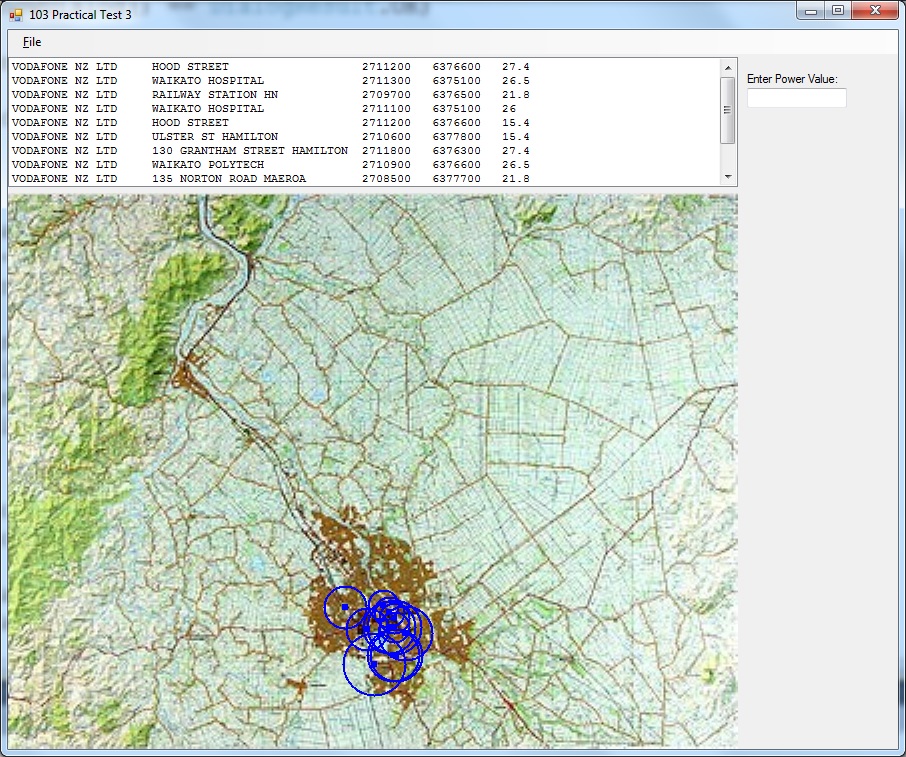 103 Practical Test 3
File
VODAFONE NZ LTD HOOD STREET 2711200 6376600 27.4
VODAFONE NZ LTD WAIKATO HOSPITAL 2711300 6375100 26.5
VODAFONE NZ LTD RAILWAY STATION HN 2709700 6376500 21.8
VODAFONE NZ LTD WAIKATO HOSPITAL 2711100 6375100 26
VODAFONE NZ LTD HOOD STREET 2711200 6376600 15.4
VODAFONE NZ LTD ULSTER ST HAMILTON 2710600 6377800 15.4
VODAFONE NZ LTD 130 GRANTHAM STREET HAMILTON 2711800 6376300 27.4
VODAFONE NZ LTD WAIKATO POLYTECH 2710900 6376600 26.5
VODAFONE NZ LTD 135 NORTON ROAD MAEROA 2708500 6377700 21.8
Enter Power Value: